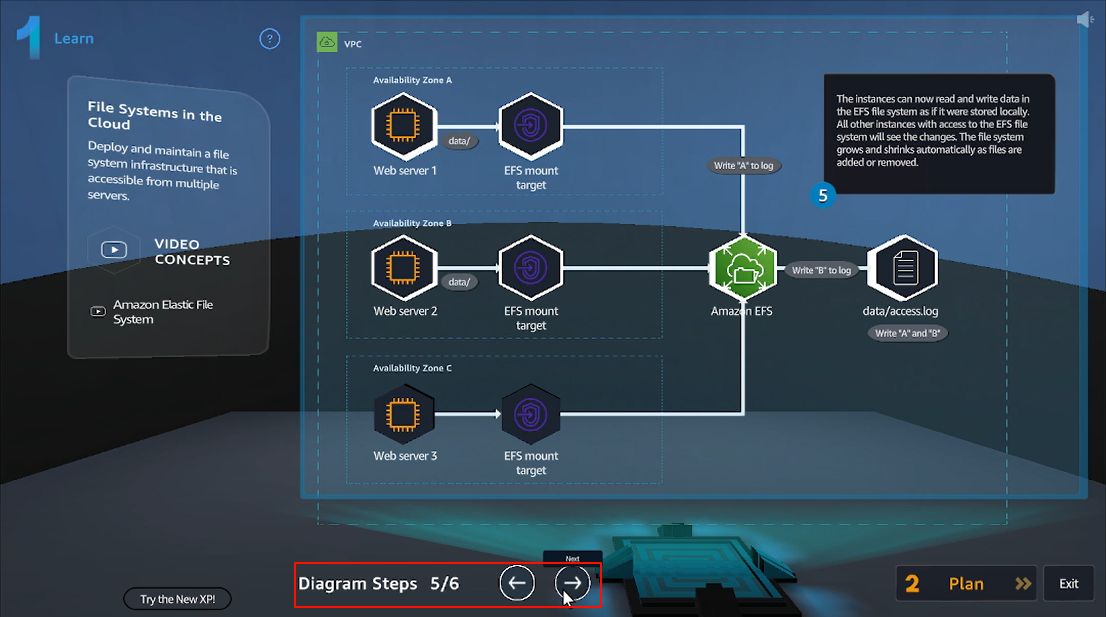 1
Learn
?
File Systems in the
Cloud
Deploy and maintain a file
system infrastructure that is
accessible from multiple
servers.
VIDEO
CONCEPTS
Amazon Elastic File
System
VPC
Availability Zone A
data/
Web server 1
EFS mount
target
Write "A" to log
The instances can now read and write data in
the EFS file system as if it were stored locally.
All other instances with access to the EFS file
system will see the changes. The file system
grows and shrinks automatically as files are
added or removed.
5
Availability Zone B
data/
Web server 2
EFS mount
target
Amazon EFS
Write "B" to log
data/access.log
Write "A" and "B"
Availability Zone C
Web server 3
EFS mount
target
Next
Diagram Steps 5/6
Try the New XP!
2 Plan
Exit